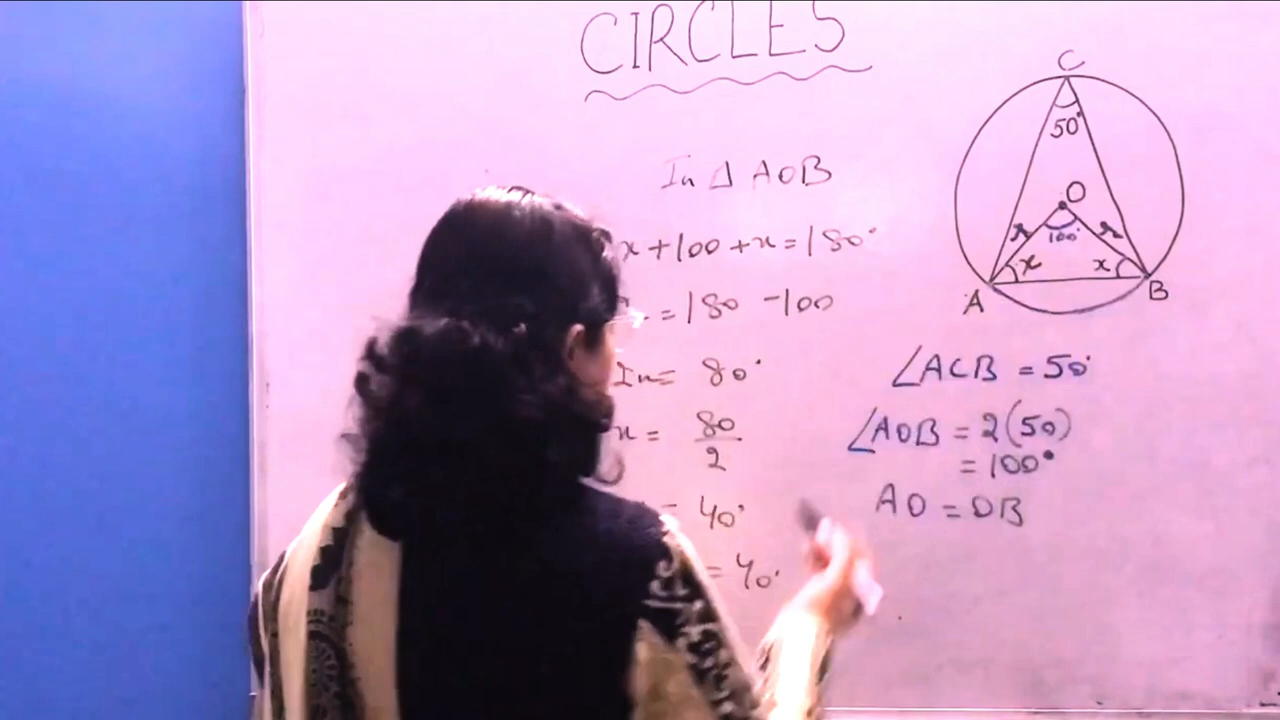 CIRCLES
In Δ AOB
x + 100 + x = 180°
= 180 - 100
= 80°
x = 80/2
= 40°
= 40°
C
50°
O
r 100° r
x x
A B
∠ACB = 50°
∠AOB = 2(50)
= 100°
AO = OB